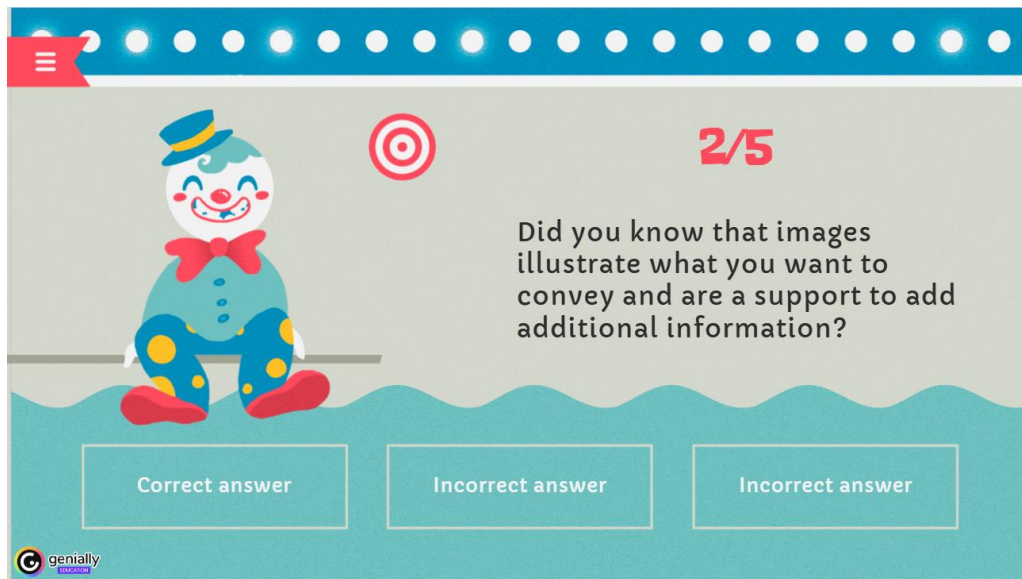 2/5
Did you know that images
illustrate what you want to
convey and are a support to add
additional information?
Correct answer
Incorrect answer
Incorrect answer
genially
EDUCATION